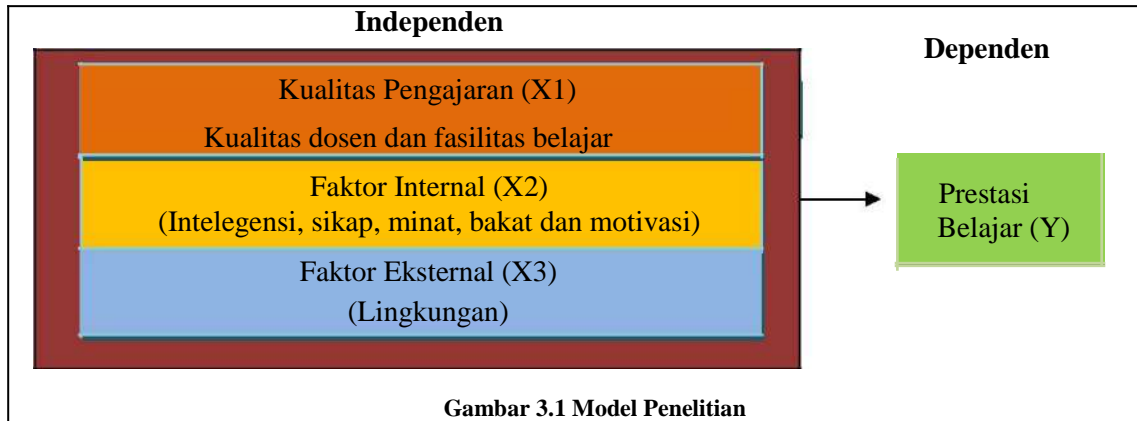 Independen
Dependen
Kualitas Pengajaran (X1)
Kualitas dosen dan fasilitas belajar
Faktor Internal (X2)
(Intelegensi, sikap, minat, bakat dan motivasi)
Faktor Eksternal (X3)
(Lingkungan)
Prestasi
Belajar (Y)
Gambar 3.1 Model Penelitian